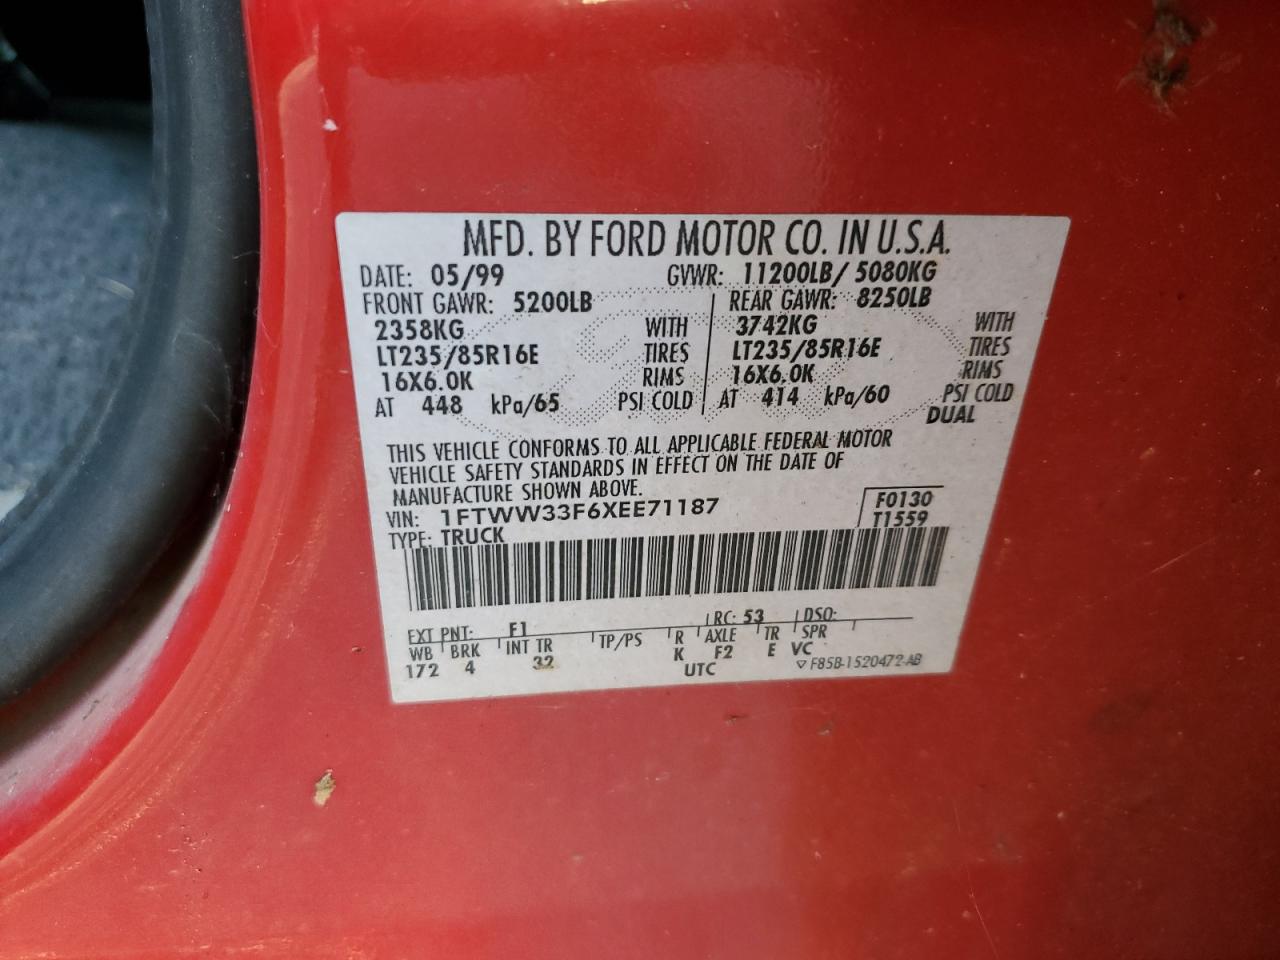 MFD. BY FORD MOTOR CO. IN U.S.A.
DATE: 05/99 GVWR: 11200LB/ 5080KG
FRONT GAWR: 5200LB REAR GAWR: 8250LB
2358KG WITH 3742KG WITH
LT235/85R16E TIRES LT235/85R16E TIRES
16X6.0K RIMS 16X6.0K RIMS
AT 448 kPa/65 PSI COLD AT 414 kPa/60 PSI COLD
DUAL
THIS VEHICLE CONFORMS TO ALL APPLICABLE FEDERAL MOTOR
VEHICLE SAFETY STANDARDS IN EFFECT ON THE DATE OF
MANUFACTURE SHOWN ABOVE.
VIN: 1FTWW33F6XEE71187 F0130
TYPE: TRUCK T1559
EXT PNT: F1 RC: 53 DSO:
WB BRK INT TR TP/PS R AXLE TR SPR
172 4 32 K F2 E VC
UTC ▽ F85B-1520472-AB